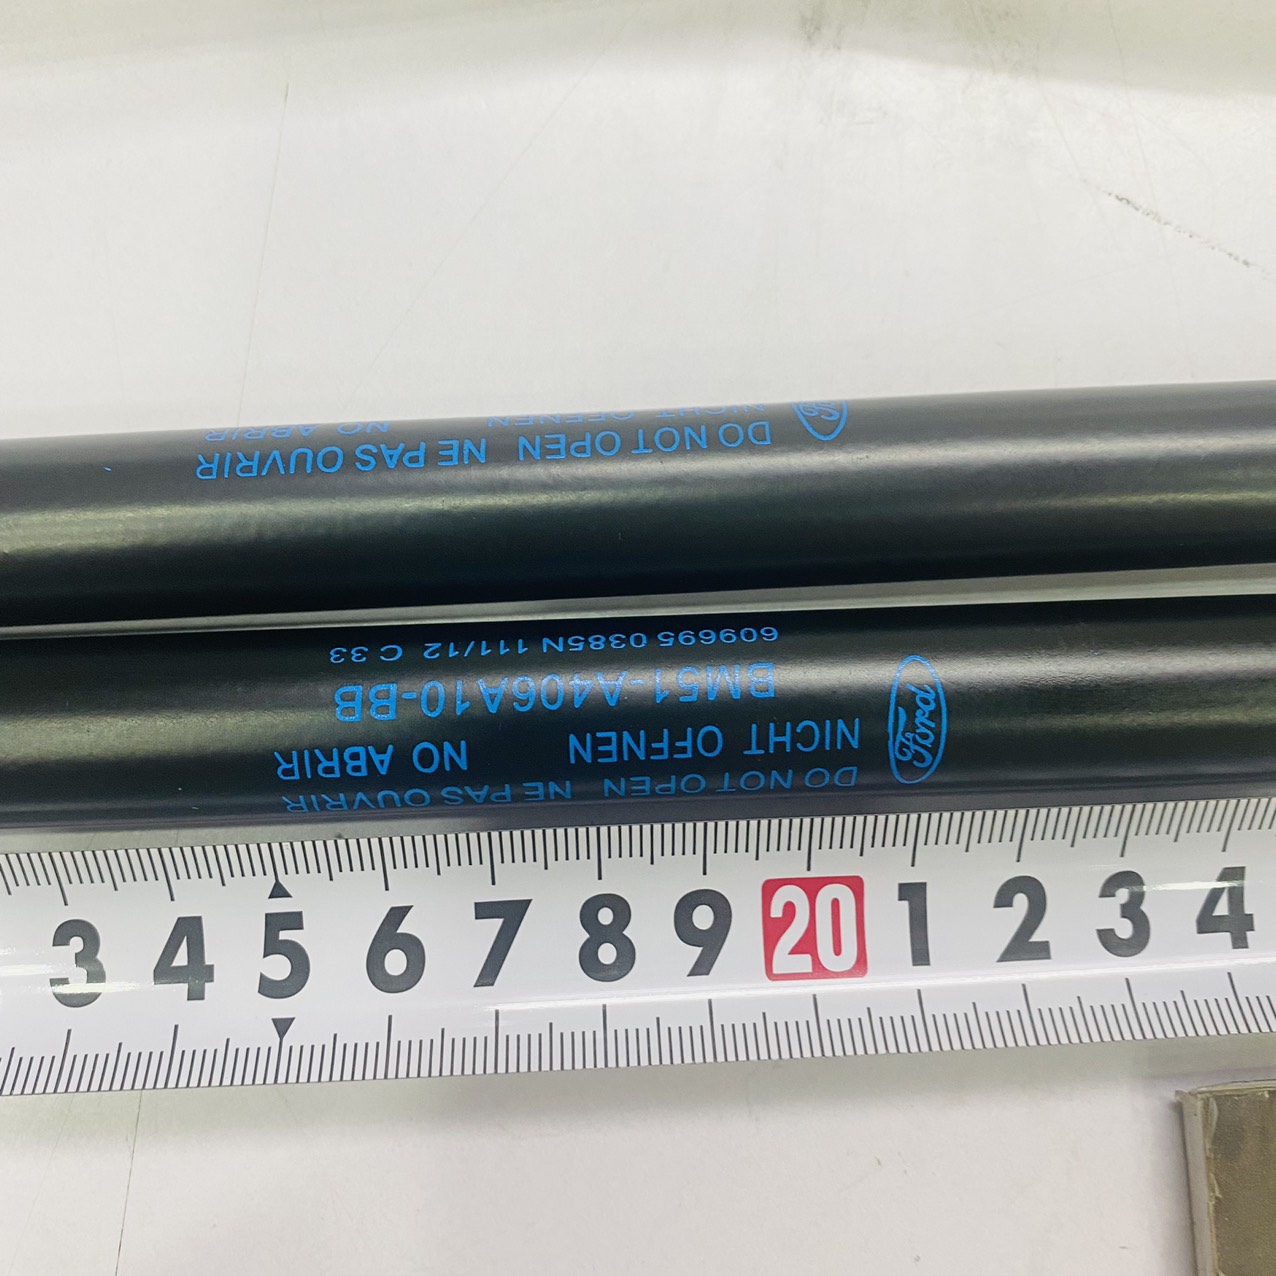 DO NOT OPEN NE PAS OUVRIR
NICHT OFFNEN NO ABRIR
Ford
DO NOT OPEN NE PAS OUVRIR
NICHT OFFNEN NO ABRIR
BM51-A406A10-BB
609695 0385N 111/12 C 33
3 4 5 6 7 8 9 20 1 2 3 4